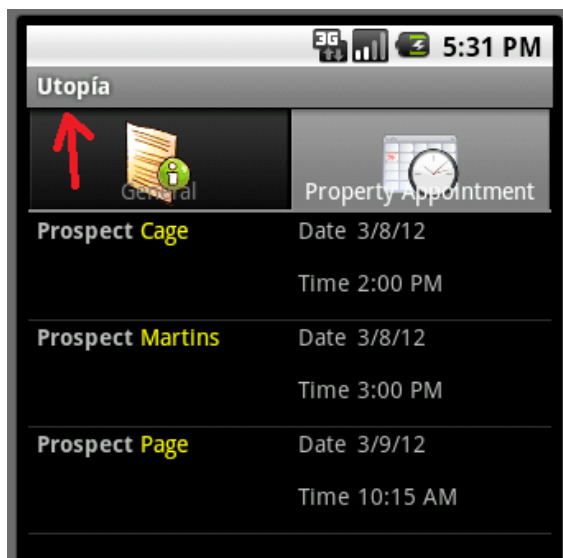 3G 5:31 PM
Utopía
General Property Appointment
Prospect Cage Date 3/8/12
Time 2:00 PM
Prospect Martins Date 3/8/12
Time 3:00 PM
Prospect Page Date 3/9/12
Time 10:15 AM